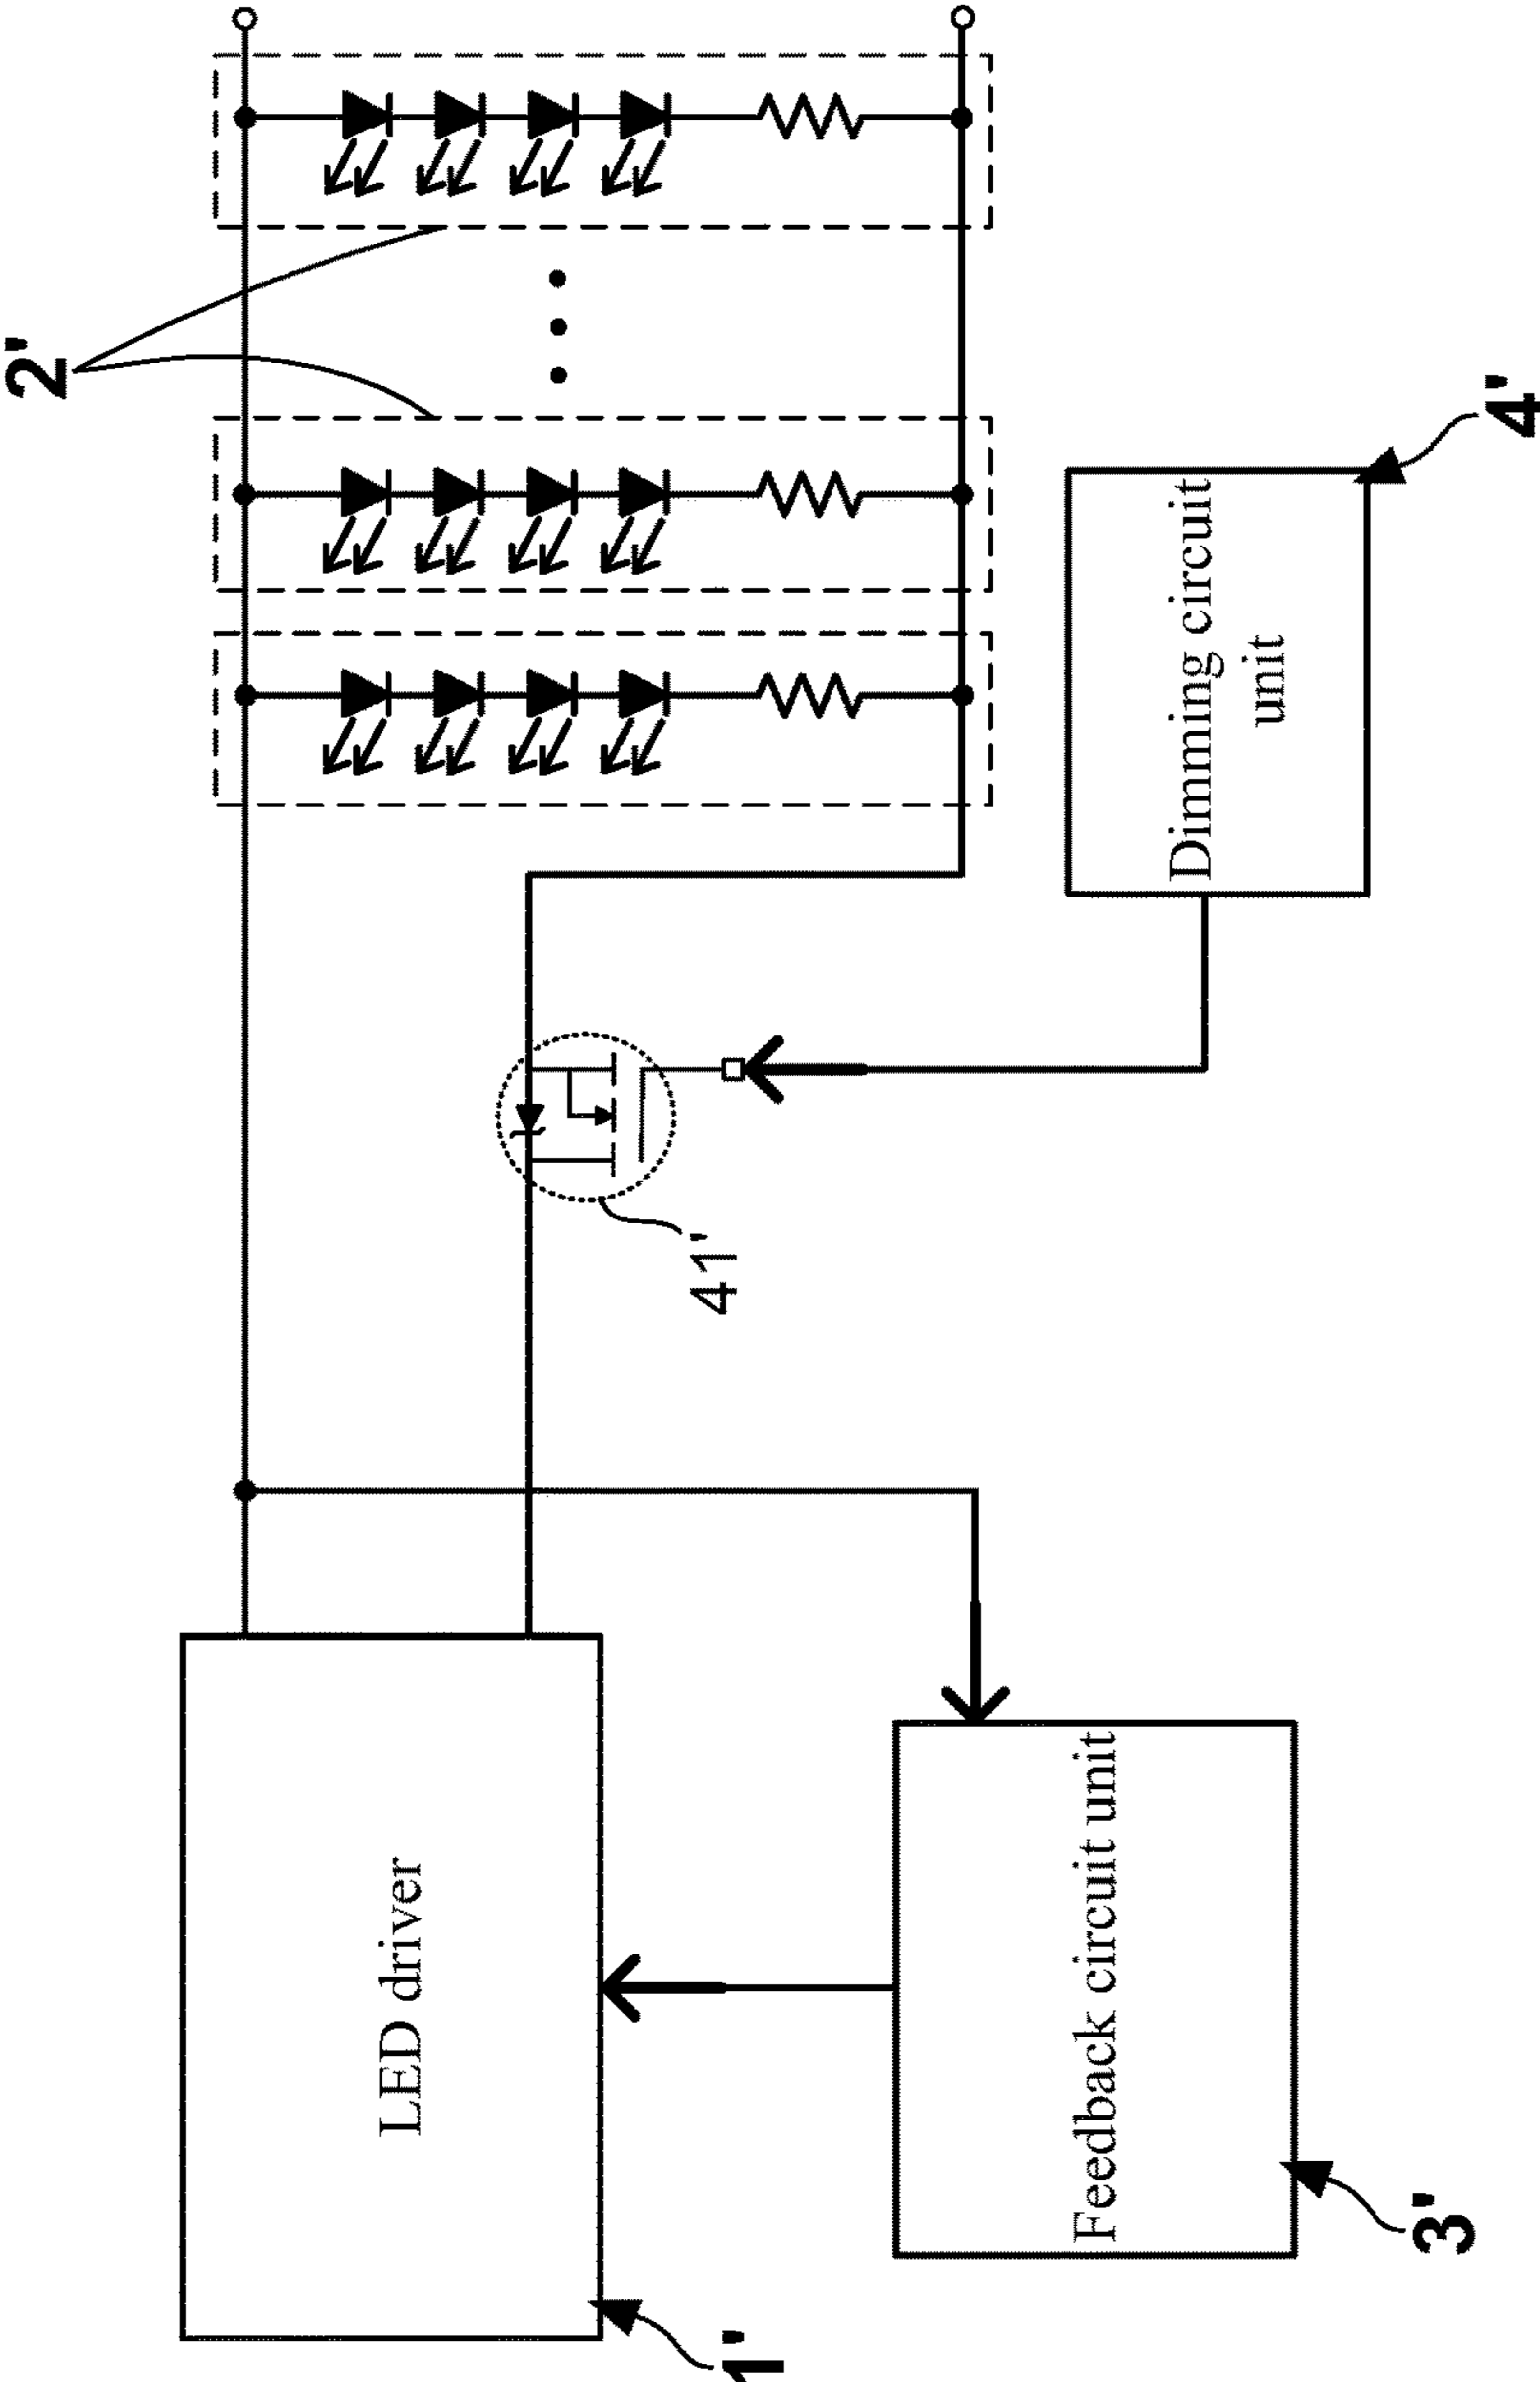 2'
LED driver
1'
41'
Feedback circuit unit
3'
Dimming circuit
unit
4'